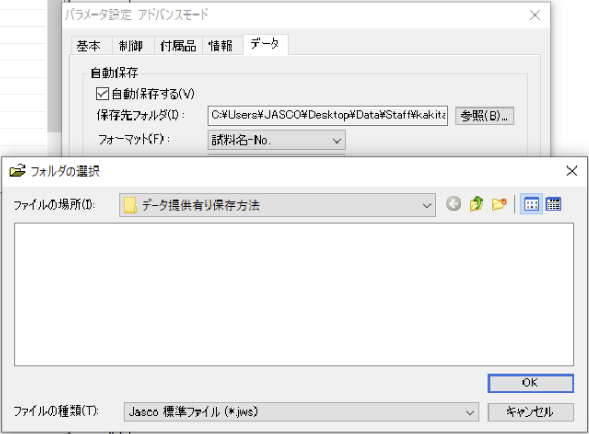 パラメータ設定 アドバンスモード
基本 制御 付属品 情報 データ
自動保存
自動保存する(V)
保存先フォルダ(I): C:¥Users¥JASCO¥Desktop¥Data¥Staff¥kakita 参照(B)...
フォーマット(F): 試料名-No.
フォルダの選択
ファイルの場所(I): データ提供有り保存方法
OK
ファイルの種類(T): Jasco 標準ファイル (*.jws) キャンセル